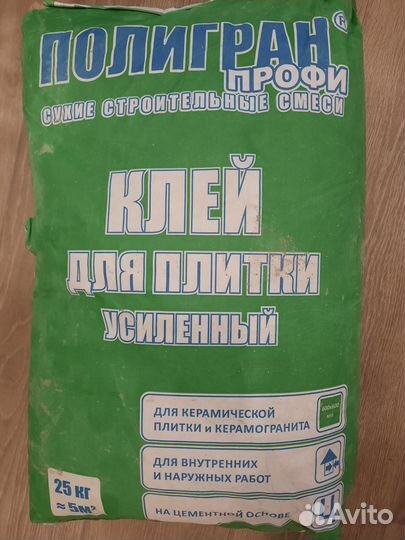 ПОЛИГРАН®
ПРОФИ
СУХИЕ СТРОИТЕЛЬНЫЕ СМЕСИ
КЛЕЙ
ДЛЯ ПЛИТКИ
УСИЛЕННЫЙ
ДЛЯ КЕРАМИЧЕСКОЙ
ПЛИТКИ и КЕРАМОГРАНИТА
600х600
ДЛЯ ВНУТРЕННИХ
И НАРУЖНЫХ РАБОТ
25 КГ
≈ 5М²
НА ЦЕМЕНТНОЙ ОСНОВЕ
Avito